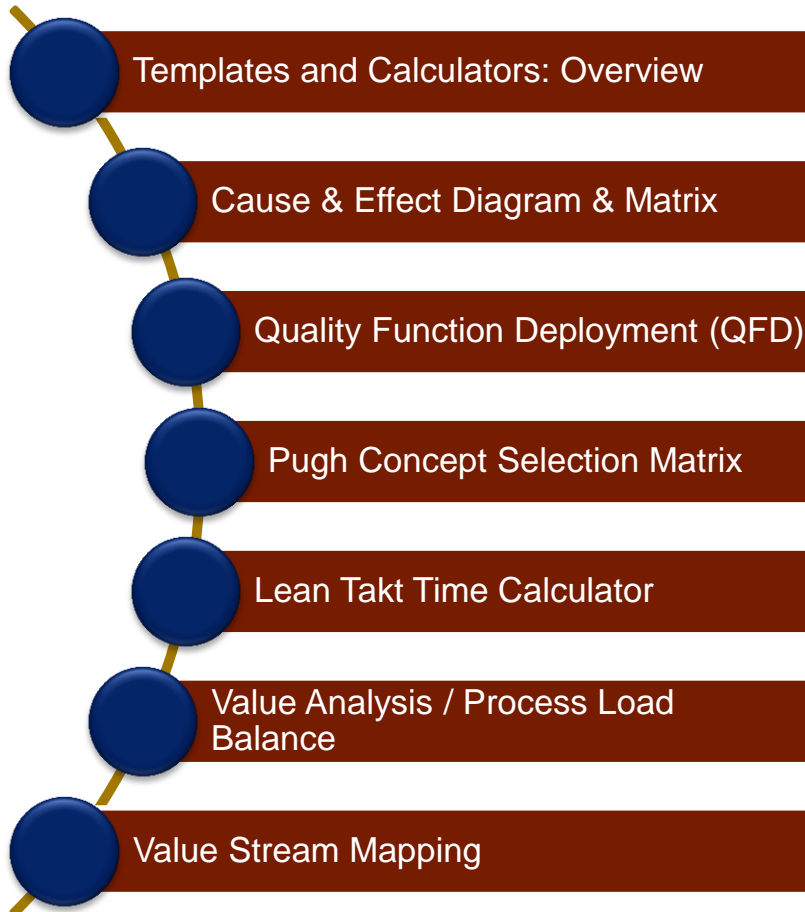 Templates and Calculators: Overview
Cause & Effect Diagram & Matrix
Quality Function Deployment (QFD)
Pugh Concept Selection Matrix
Lean Takt Time Calculator
Value Analysis / Process Load
Balance
Value Stream Mapping